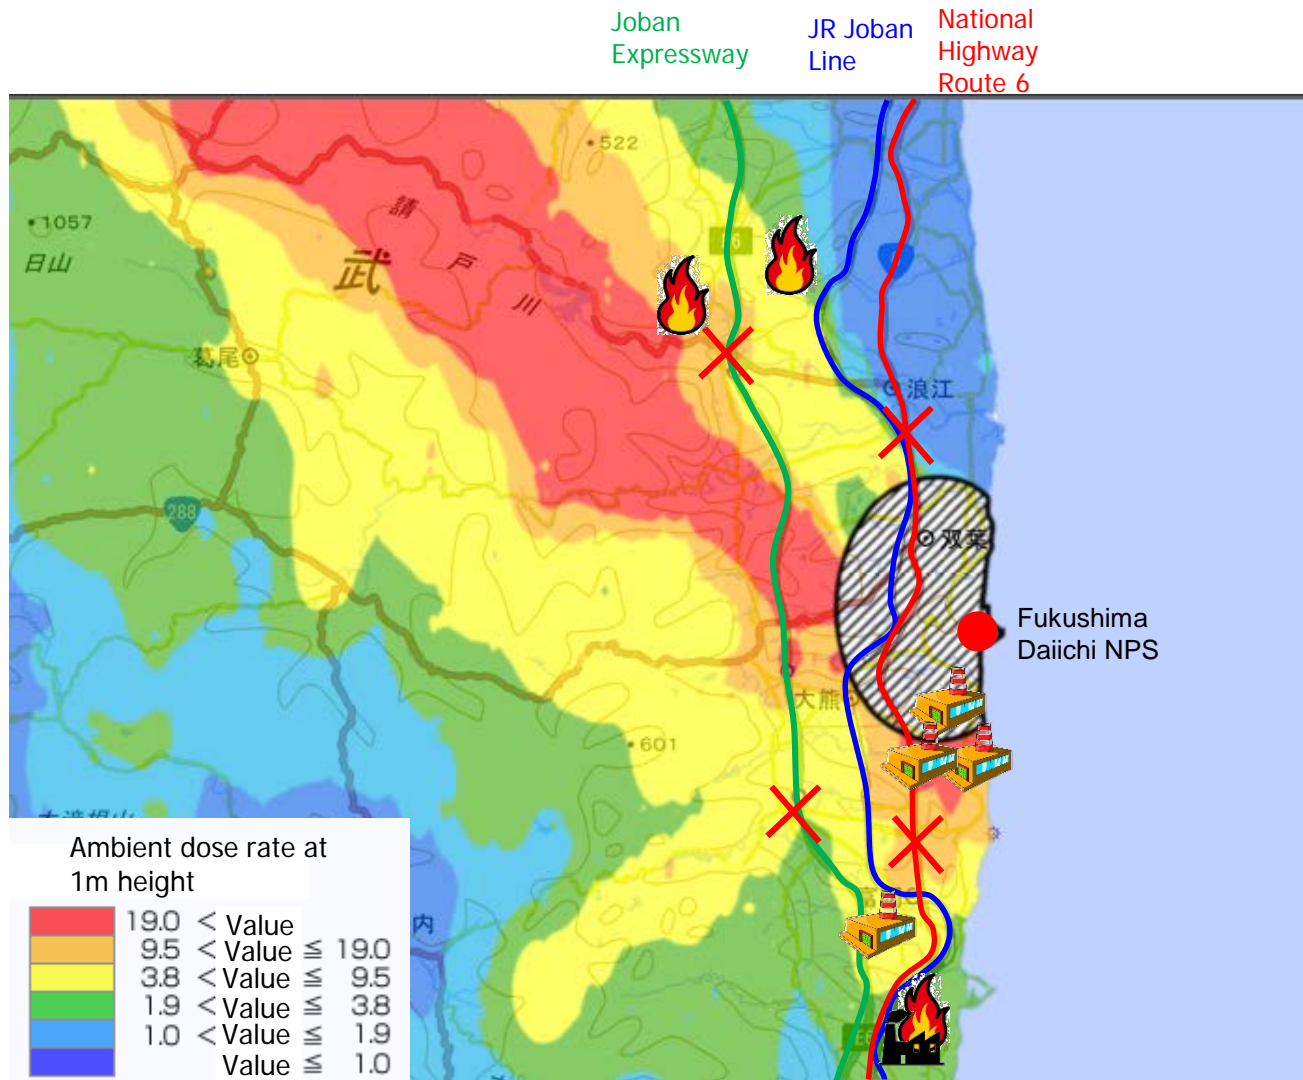 Joban
Expressway
JR Joban
Line
National
Highway
Route 6
522
1057
日山
請
戸
川
武
葛尾
浪江
288
双葉
Fukushima
Daiichi NPS
大熊
601
内
Ambient dose rate at
1m height
19.0 < Value
9.5 < Value ≦ 19.0
3.8 < Value ≦ 9.5
1.9 < Value ≦ 3.8
1.0 < Value ≦ 1.9
Value ≦ 1.0